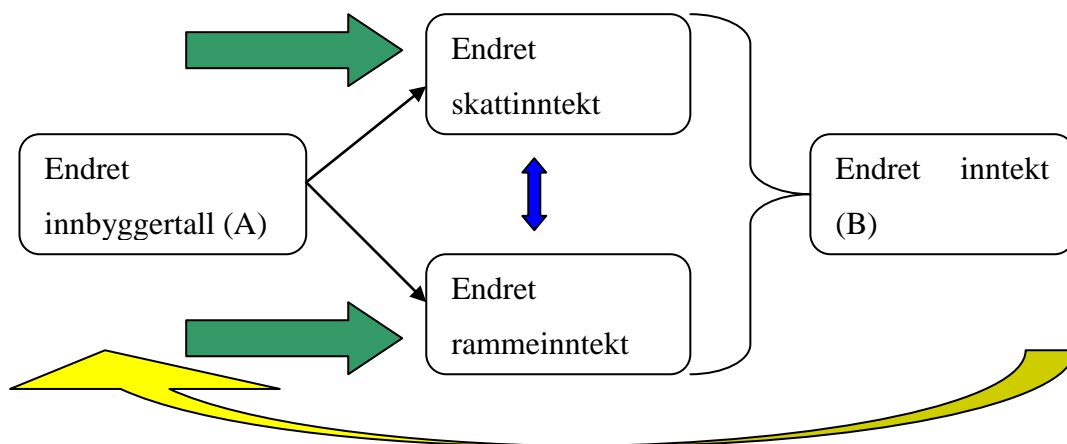 Endret
skattinntekt
Endret
innbyggertall (A)
Endret inntekt
(B)
Endret
rammeinntekt